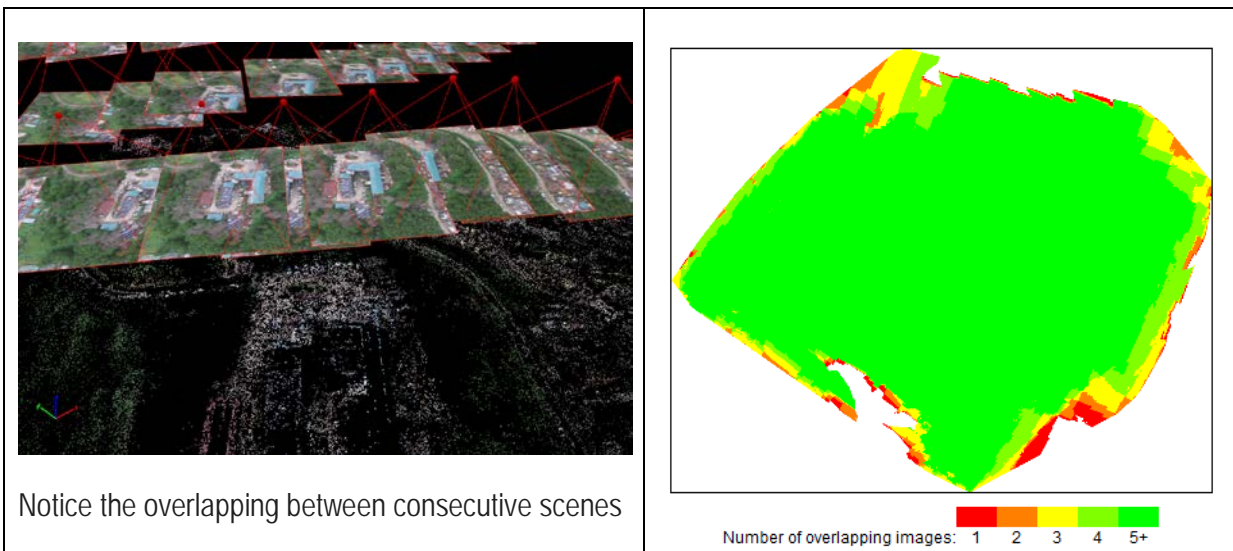 Notice the overlapping between consecutive scenes
Number of overlapping images: 1 2 3 4 5+